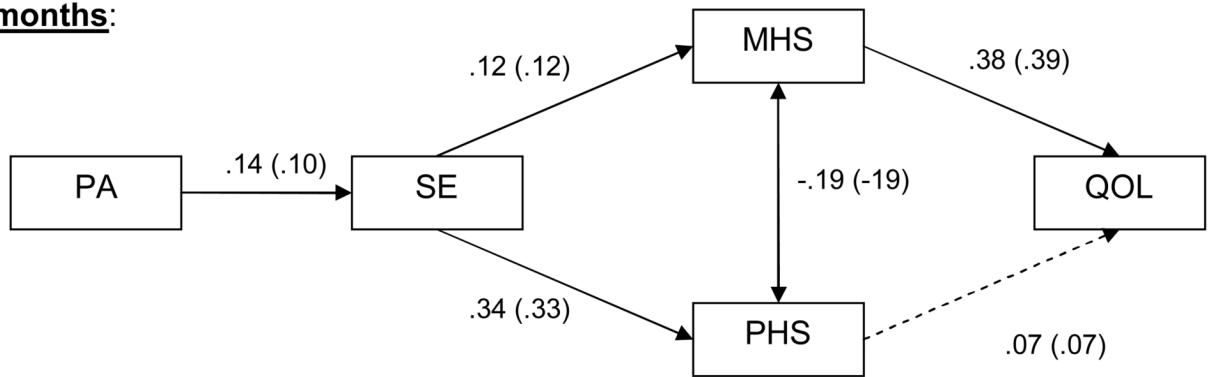 months:
MHS
.12 (.12)
.38 (.39)
PA
.14 (.10)
SE
-.19 (-19)
QOL
.34 (.33)
PHS
.07 (.07)